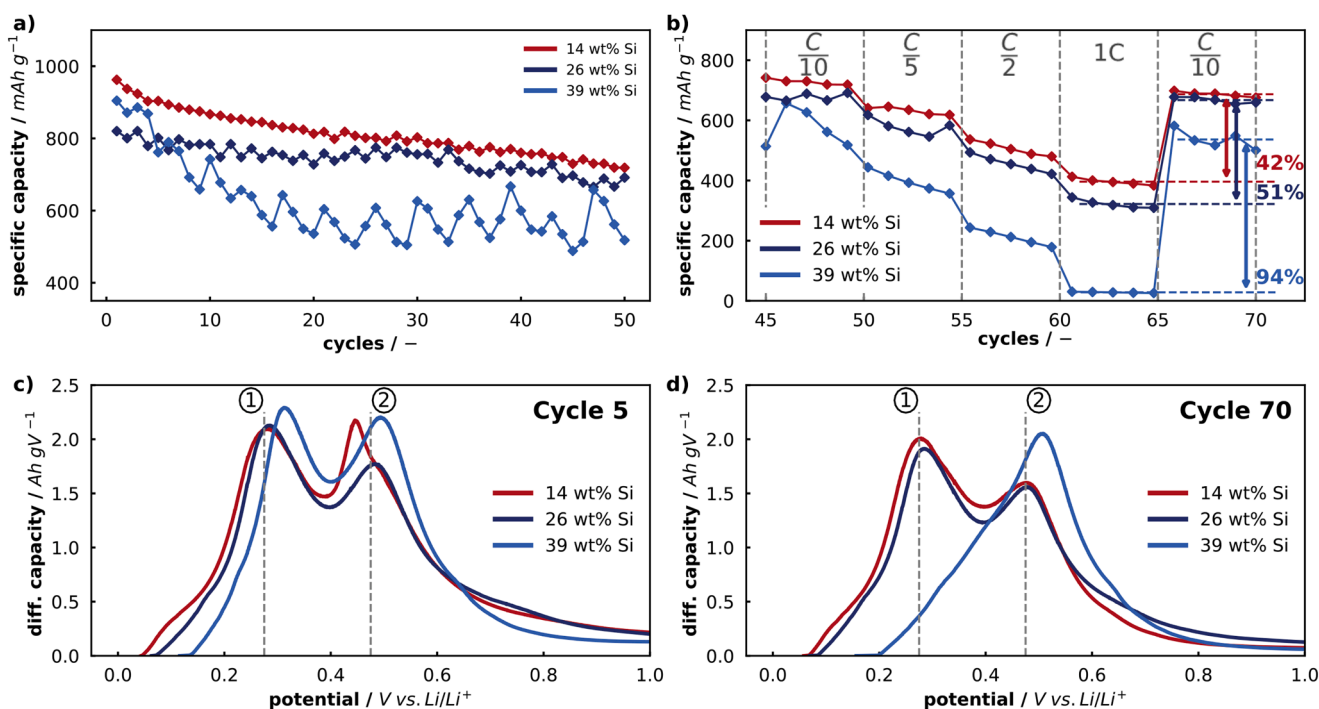 a)
specific capacity / mAh g⁻¹
1000
800
600
400
14 wt% Si
26 wt% Si
39 wt% Si
0
10
20
30
40
50
cycles / −
b)
specific capacity / mAh g⁻¹
800
600
400
200
0
C/10
C/5
C/2
1C
C/10
14 wt% Si
26 wt% Si
39 wt% Si
42%
51%
94%
45
50
55
60
65
70
cycles / −
c)
diff. capacity / Ah gV⁻¹
2.5
2.0
1.5
1.0
0.5
0.0
①
②
Cycle 5
14 wt% Si
26 wt% Si
39 wt% Si
0.0
0.2
0.4
0.6
0.8
1.0
potential / V vs. Li/Li⁺
d)
diff. capacity / Ah gV⁻¹
2.5
2.0
1.5
1.0
0.5
0.0
①
②
Cycle 70
14 wt% Si
26 wt% Si
39 wt% Si
0.0
0.2
0.4
0.6
0.8
1.0
potential / V vs. Li/Li⁺